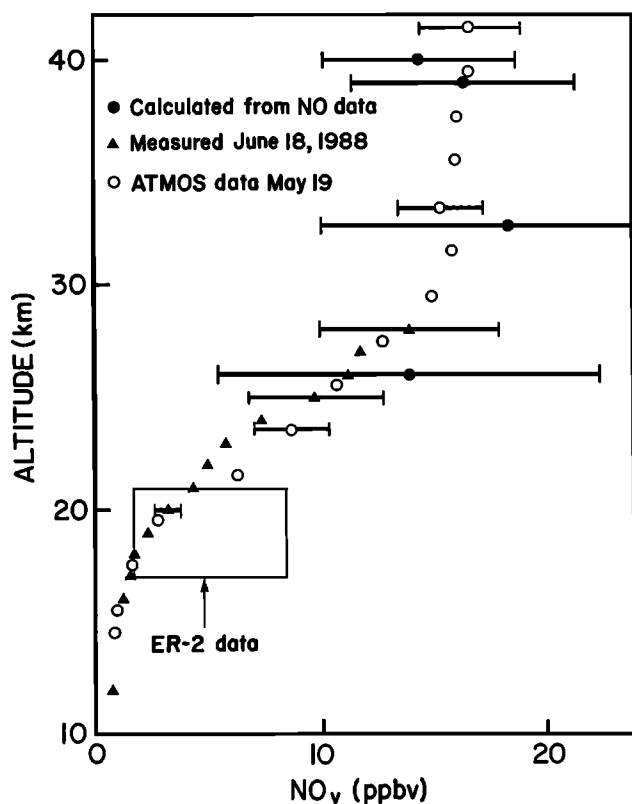 40
● Calculated from NO data
▲ Measured June 18, 1988
○ ATMOS data May 19
30
ALTITUDE (km)
20
ER-2 data
10
0
10
20
NOy (ppbv)